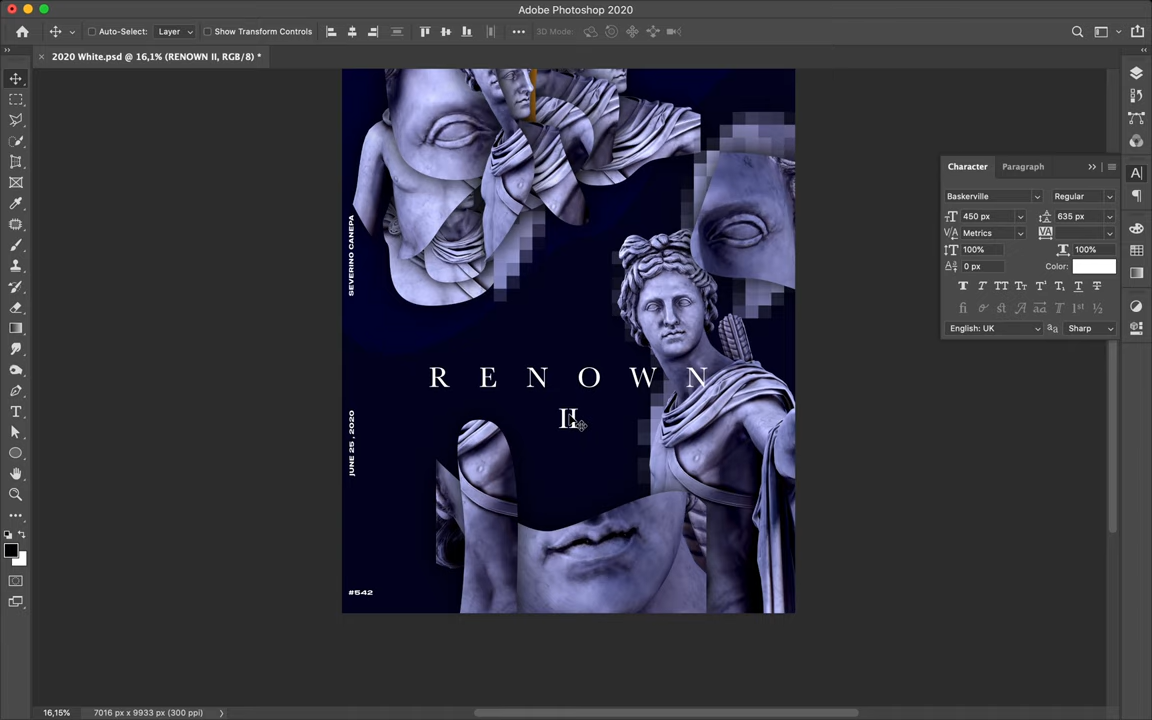 Adobe Photoshop 2020
Auto-Select: Layer Show Transform Controls 3D Mode:
2020 White.psd @ 16,1% (RENOWN II, RGB/8) *
Character Paragraph
Baskerville Regular
450 px 635 px
Metrics
100% 100%
0 px Color:
English: UK Sharp
SEVERINO CANEPA
R E N O W N
II
JUNE 25 , 2020
#542
16,15% 7016 px x 9933 px (300 ppi)